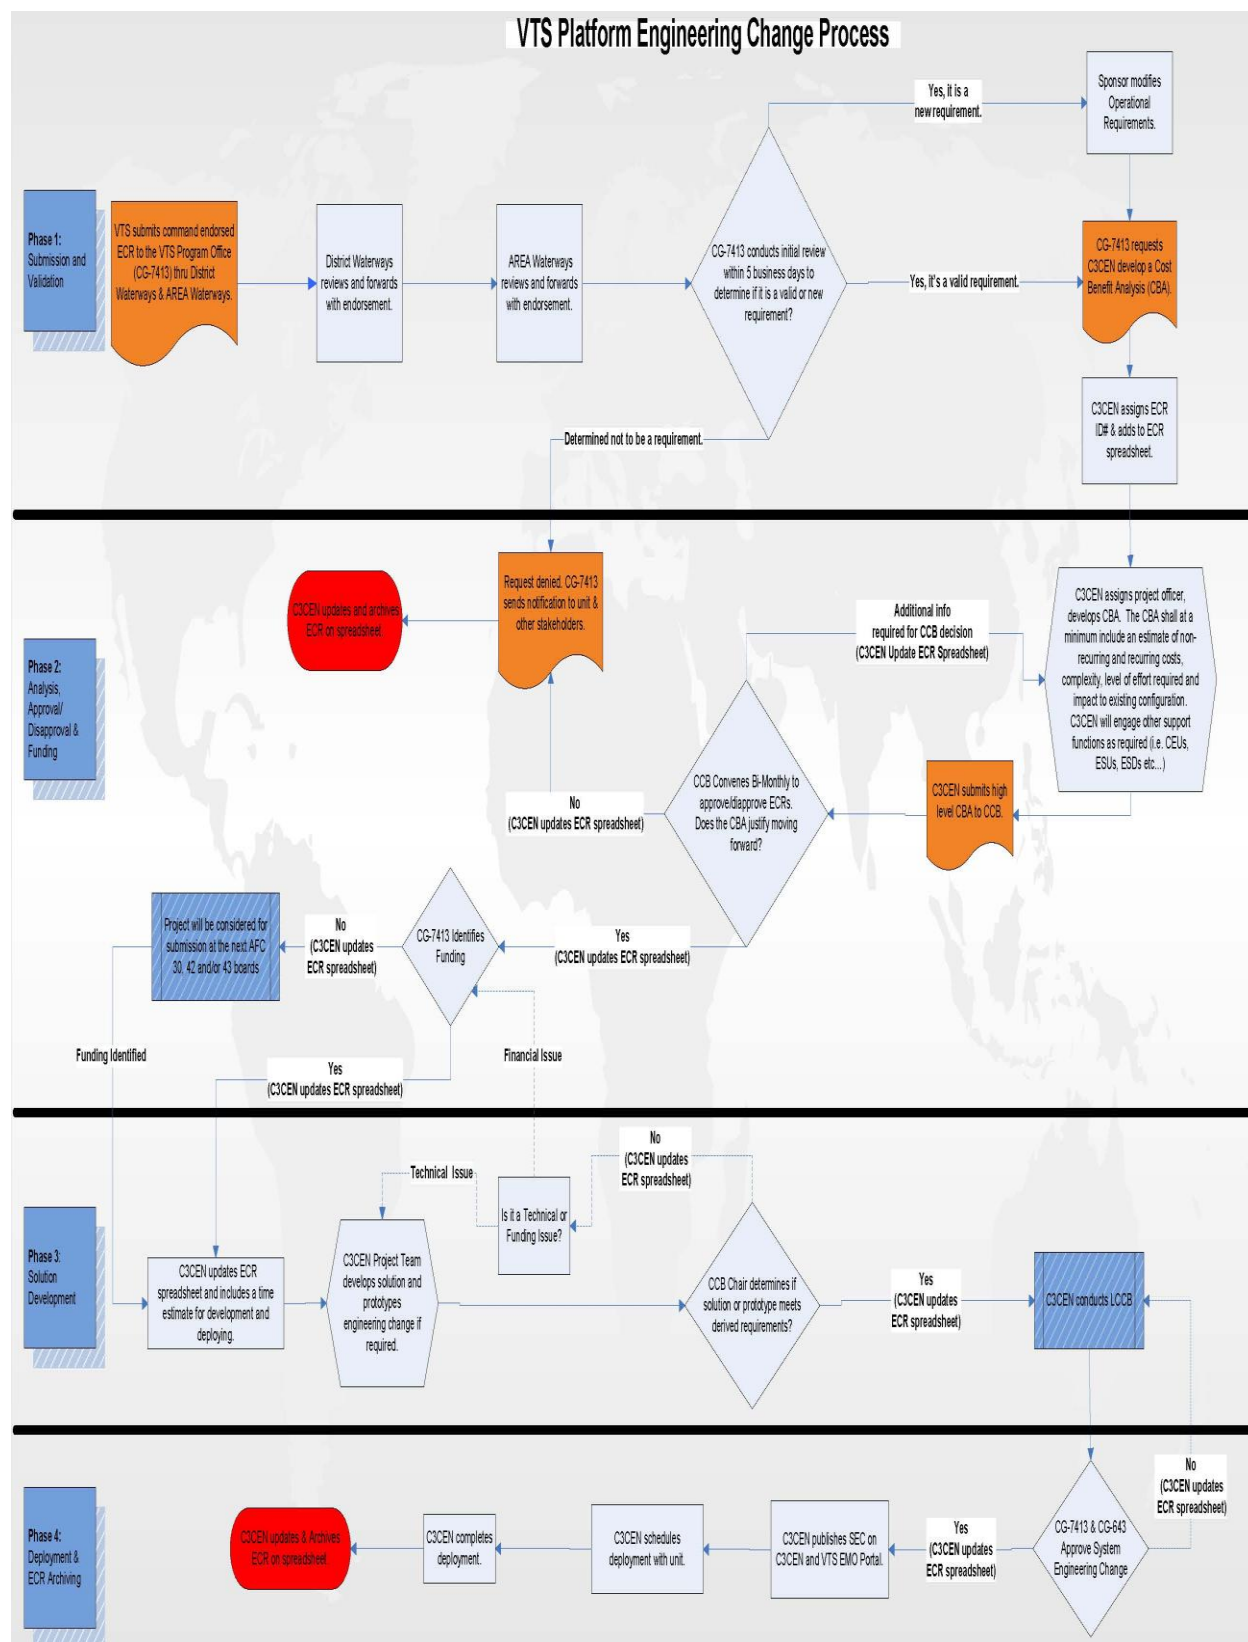 VTS Platform Engineering Change Process
Yes, it is a
new requirement.
Sponsor modifies
Operational
Requirements.
Phase 1:
Submission and
Validation
VTS submits command endorsed
ECR to the VTS Program Office
(CG-7413) thru District
Waterways & AREA Waterways.
District Waterways
reviews and forwards
with endorsement.
AREA Waterways
reviews and forwards
with endorsement.
CG-7413 conducts initial review
within 5 business days to
determine if it is a valid or new
requirement?
Yes, it's a valid requirement.
CG-7413 requests
C3CEN develop a Cost
Benefit Analysis (CBA).
C3CEN assigns ECR
ID# & adds to ECR
spreadsheet.
Determined not to be a requirement.
Phase 2:
Analysis,
Approval/
Disapproval &
Funding
C3CEN updates and archives
ECR on spreadsheet.
Request denied. CG-7413
sends notification to unit &
other stakeholders.
Additional info
required for CCB decision
(C3CEN Update ECR Spreadsheet)
C3CEN assigns project officer,
develops CBA.  The CBA shall at a
minimum include an estimate of non-
recurring and recurring costs,
complexity, level of effort required and
impact to existing configuration.
C3CEN will engage other support
functions as required (i.e. CEUs,
ESUs, ESDs etc...)
C3CEN submits high
level CBA to CCB.
CCB Convenes Bi-Monthly to
approve/diapprove ECRs.
Does the CBA justify moving
forward?
No
(C3CEN updates ECR spreadsheet)
Yes
(C3CEN updates ECR spreadsheet)
CG-7413 Identifies
Funding
No
(C3CEN updates
ECR spreadsheet)
Project will be considered for
submission at the next AFC
30, 42 and/or 43 boards
Funding Identified
Yes
(C3CEN updates ECR spreadsheet)
Financial Issue
Phase 3:
Solution
Development
C3CEN updates ECR
spreadsheet and includes a time
estimate for development and
deploying.
C3CEN Project Team
develops solution and
prototypes
engineering change if
required.
Technical Issue
Is it a Technical or
Funding Issue?
No
(C3CEN updates
ECR spreadsheet)
CCB Chair determines if
solution or prototype meets
derived requirements?
Yes
(C3CEN updates
ECR spreadsheet)
C3CEN conducts LCCB
Phase 4:
Deployment &
ECR Archiving
C3CEN updates & Archives
ECR on spreadsheet.
C3CEN completes
deployment.
C3CEN schedules
deployment with unit.
C3CEN publishes SEC on
C3CEN and VTS EMO Portal.
Yes
(C3CEN updates
ECR spreadsheet)
CG-7413 & CG-643
Approve System
Engineering Change
No
(C3CEN updates
ECR spreadsheet)